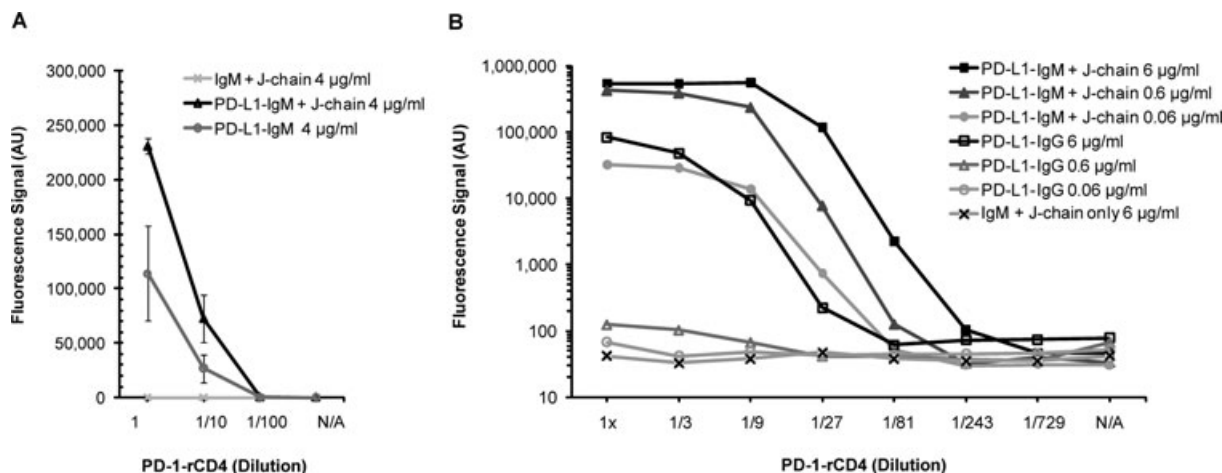 A
300,000
250,000
200,000
150,000
100,000
50,000
0
Fluorescence Signal (AU)
IgM + J-chain 4 µg/ml
PD-L1-IgM + J-chain 4 µg/ml
PD-L1-IgM 4 µg/ml
1 1/10 1/100 N/A
PD-1-rCD4 (Dilution)
B
1,000,000
100,000
10,000
1,000
100
10
Fluorescence Signal (AU)
PD-L1-IgM + J-chain 6 µg/ml
PD-L1-IgM + J-chain 0.6 µg/ml
PD-L1-IgM + J-chain 0.06 µg/ml
PD-L1-IgG 6 µg/ml
PD-L1-IgG 0.6 µg/ml
PD-L1-IgG 0.06 µg/ml
IgM + J-chain only 6 µg/ml
1x 1/3 1/9 1/27 1/81 1/243 1/729 N/A
PD-1-rCD4 (Dilution)